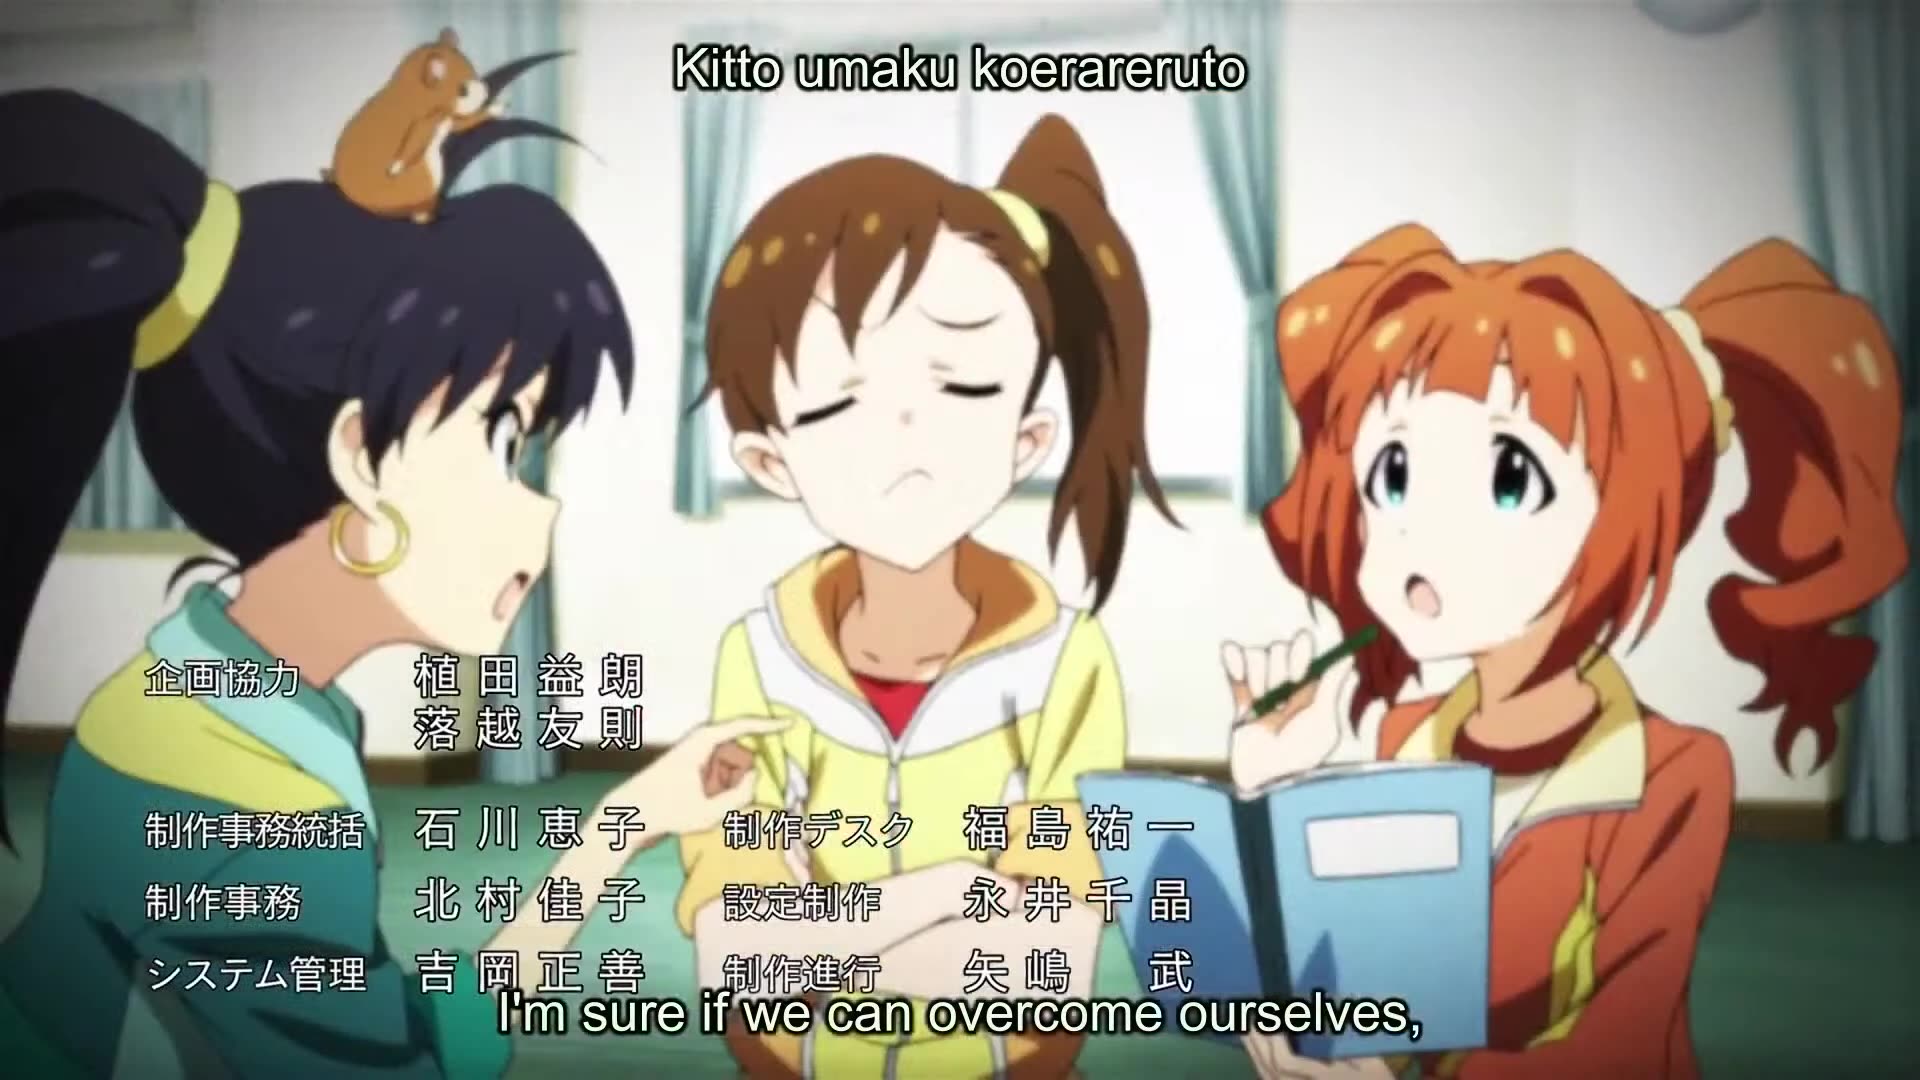 Kitto umaku koerareruto
企画協力 植田益朗
落越友則
制作事務統括 石川恵子 制作デスク 福島祐一
制作事務 北村佳子 設定制作 永井千晶
システム管理 吉岡正善 制作進行 矢嶋 武
I'm sure if we can overcome ourselves,